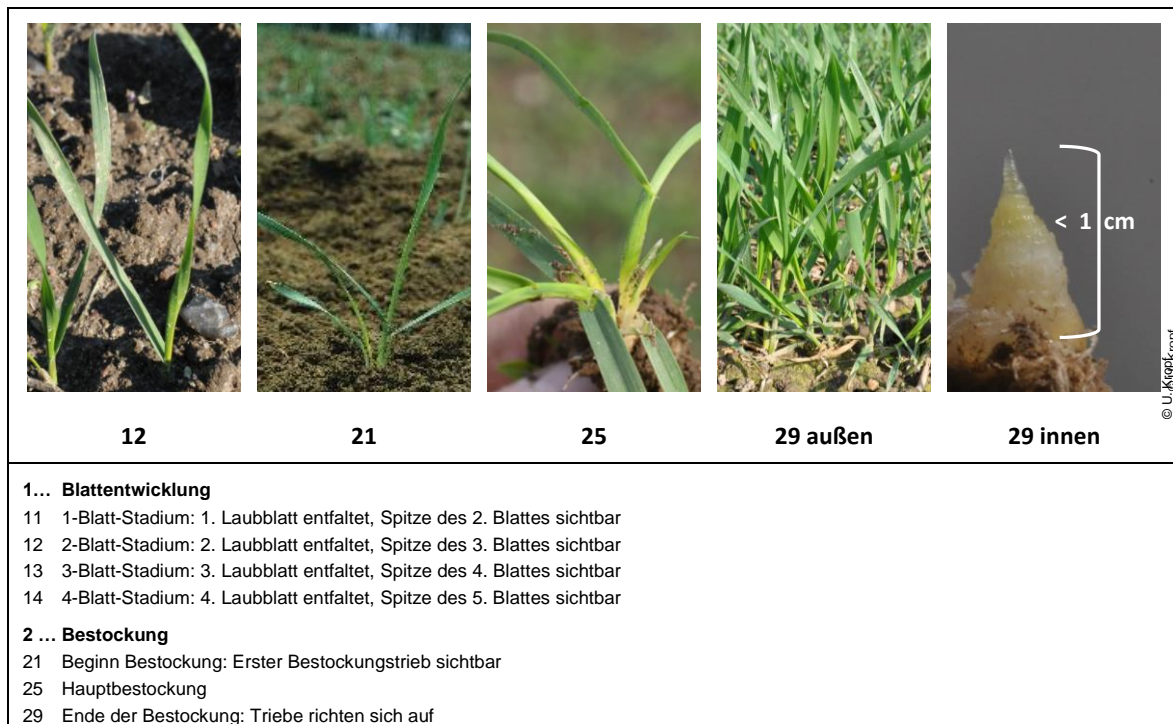 < 1 cm
© U. Kropf
12
21
25
29 außen
29 innen
1... Blattentwicklung
11 1-Blatt-Stadium: 1. Laubblatt entfaltet, Spitze des 2. Blattes sichtbar
12 2-Blatt-Stadium: 2. Laubblatt entfaltet, Spitze des 3. Blattes sichtbar
13 3-Blatt-Stadium: 3. Laubblatt entfaltet, Spitze des 4. Blattes sichtbar
14 4-Blatt-Stadium: 4. Laubblatt entfaltet, Spitze des 5. Blattes sichtbar
2 ... Bestockung
21 Beginn Bestockung: Erster Bestockungstrieb sichtbar
25 Hauptbestockung
29 Ende der Bestockung: Triebe richten sich auf